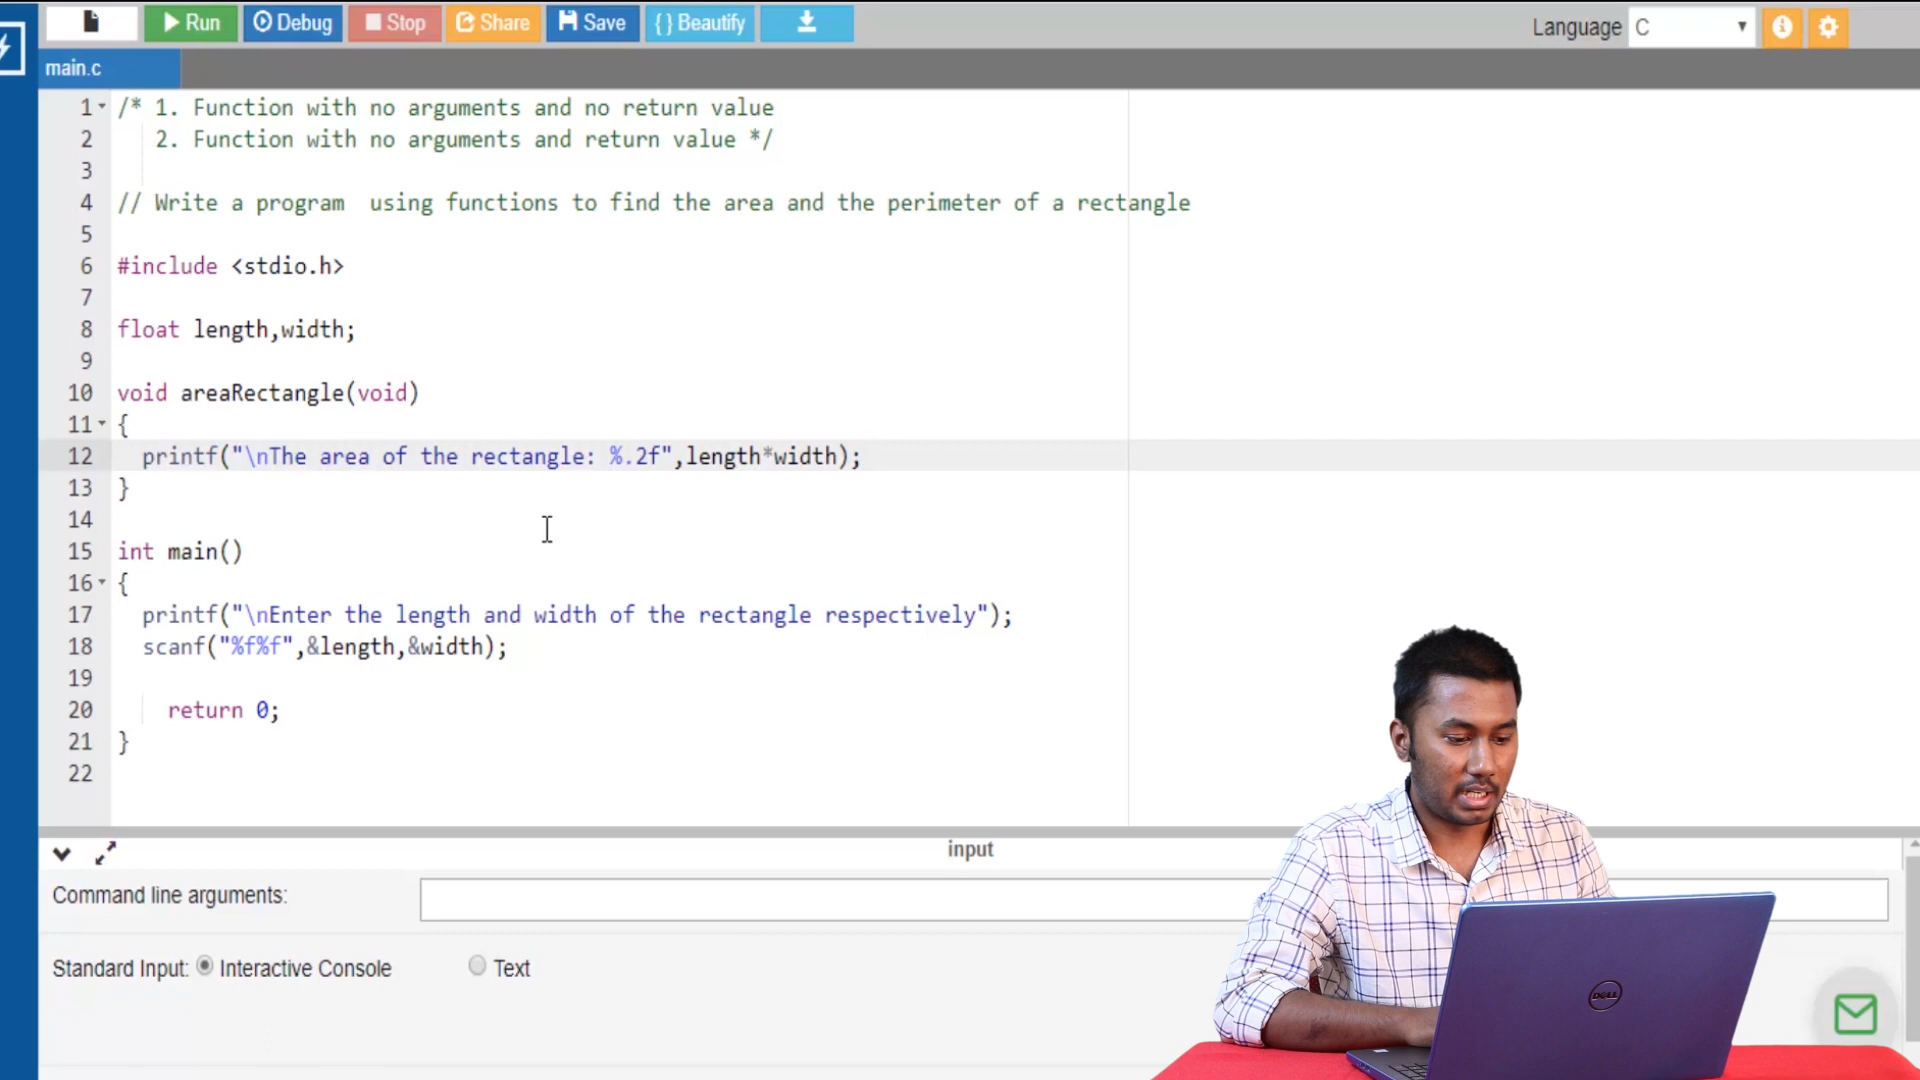 Run Debug Stop Share Save { } Beautify Language C
main.c
1 /* 1. Function with no arguments and no return value
2 2. Function with no arguments and return value */
3
4 // Write a program  using functions to find the area and the perimeter of a rectangle
5
6 #include <stdio.h>
7
8 float length,width;
9
10 void areaRectangle(void)
11 {
12 printf("\nThe area of the rectangle: %.2f",length*width);
13 }
14
15 int main()
16 {
17 printf("\nEnter the length and width of the rectangle respectively");
18 scanf("%f%f",&length,&width);
19
20 return 0;
21 }
22
input
Command line arguments:
Standard Input: Interactive Console Text
DELL